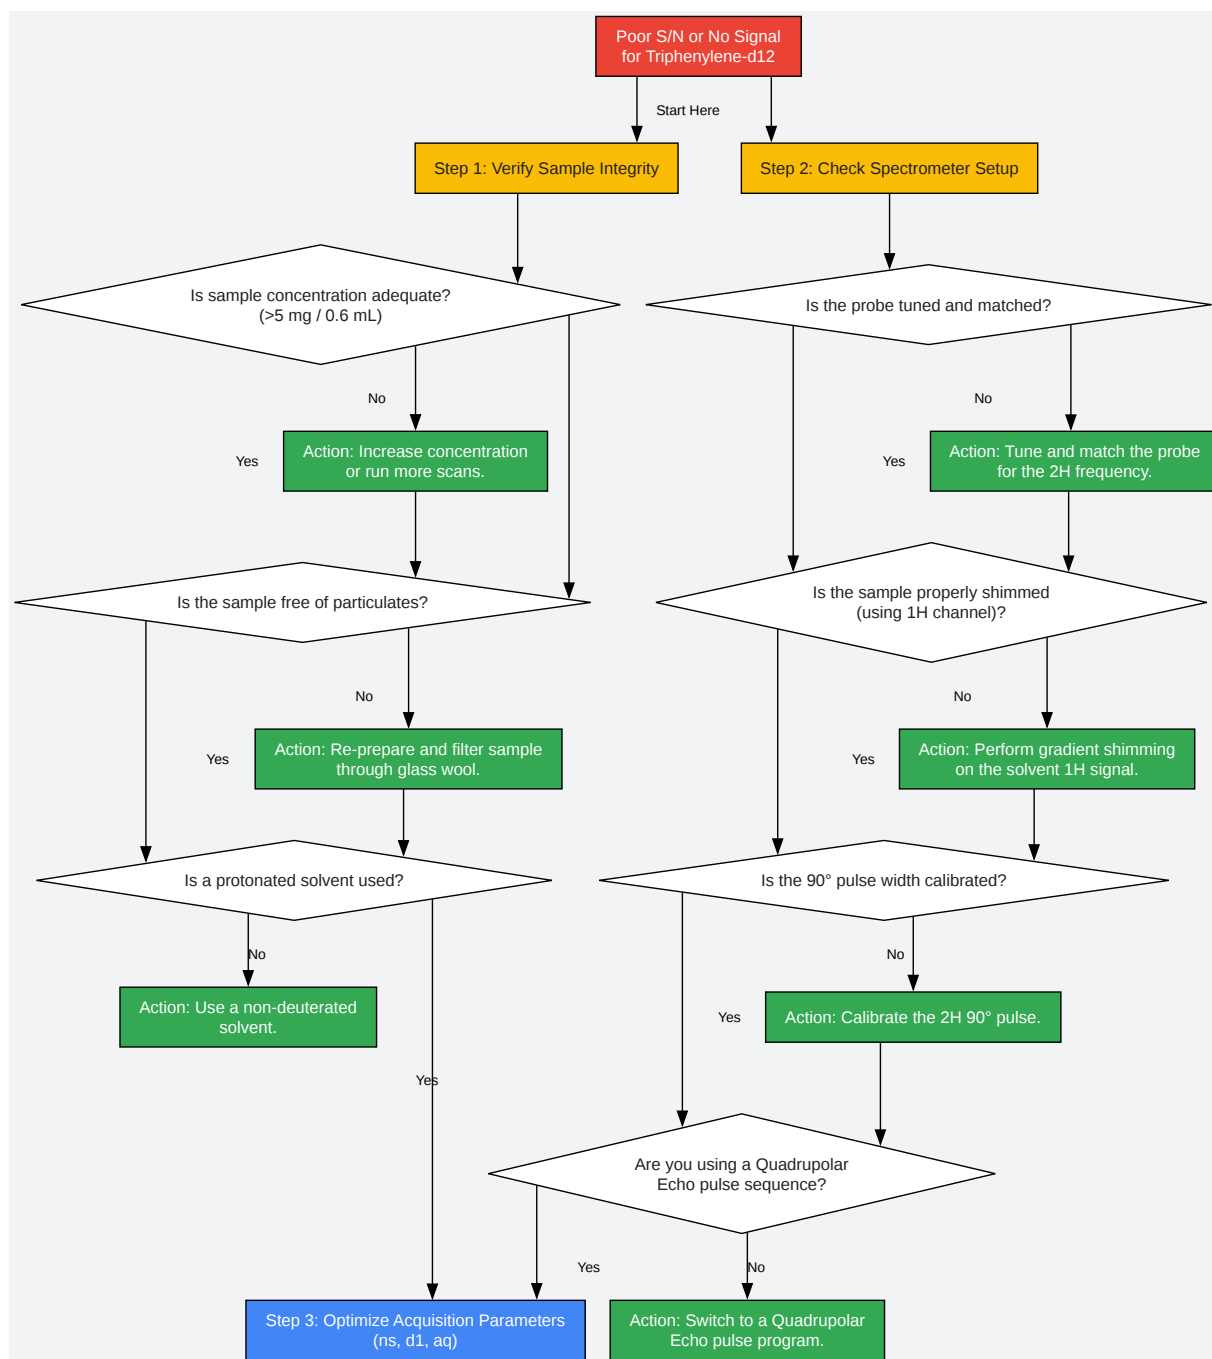 Poor S/N or No Signal
for Triphenylene-d12
Start Here
Step 1: Verify Sample Integrity
Step 2: Check Spectrometer Setup
Is sample concentration adequate?
(>5 mg / 0.6 mL)
Is the probe tuned and matched?
No
No
Yes
Action: Increase concentration
or run more scans.
Yes
Action: Tune and match the probe
for the 2H frequency.
Is the sample free of particulates?
Is the sample properly shimmed
(using 1H channel)?
No
No
Yes
Action: Re-prepare and filter sample
through glass wool.
Yes
Action: Perform gradient shimming
on the solvent 1H signal.
Is a protonated solvent used?
Is the 90° pulse width calibrated?
No
No
Action: Use a non-deuterated
solvent.
Yes
Action: Calibrate the 2H 90° pulse.
Yes
Are you using a Quadrupolar
Echo pulse sequence?
Yes
No
Step 3: Optimize Acquisition Parameters
(ns, d1, aq)
Action: Switch to a Quadrupolar
Echo pulse program.